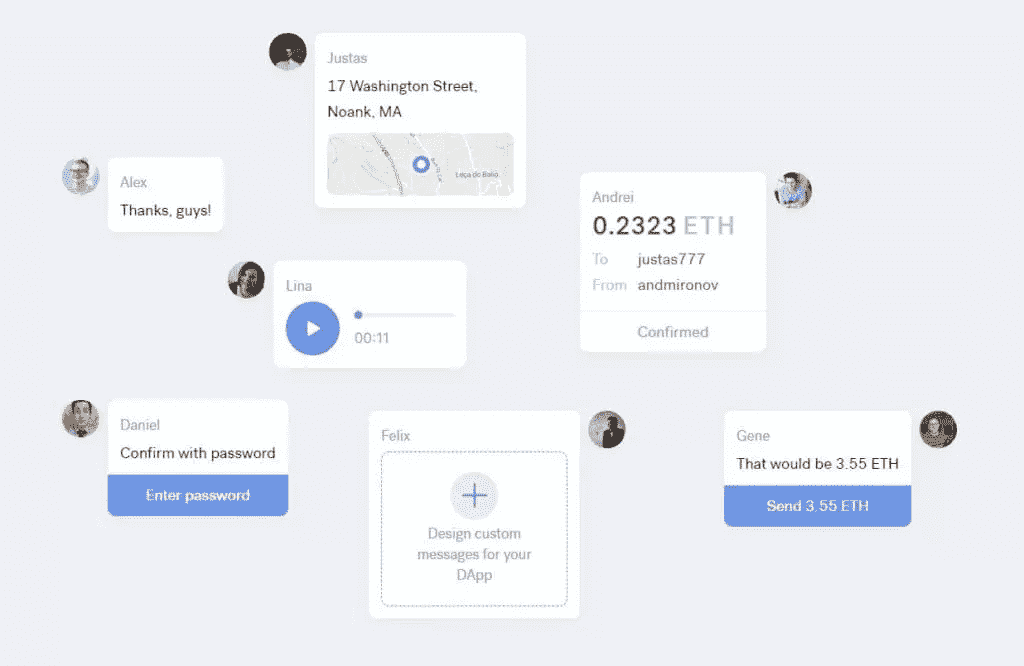 Justas
17 Washington Street,
Noank, MA
Leça do Balio
Alex
Thanks, guys!
Andrei
0.2323 ETH
To justas777
From andmironov
Confirmed
Lina
00:11
Daniel
Confirm with password
Enter password
Felix
Design custom
messages for your
DApp
Gene
That would be 3.55 ETH
Send 3.55 ETH